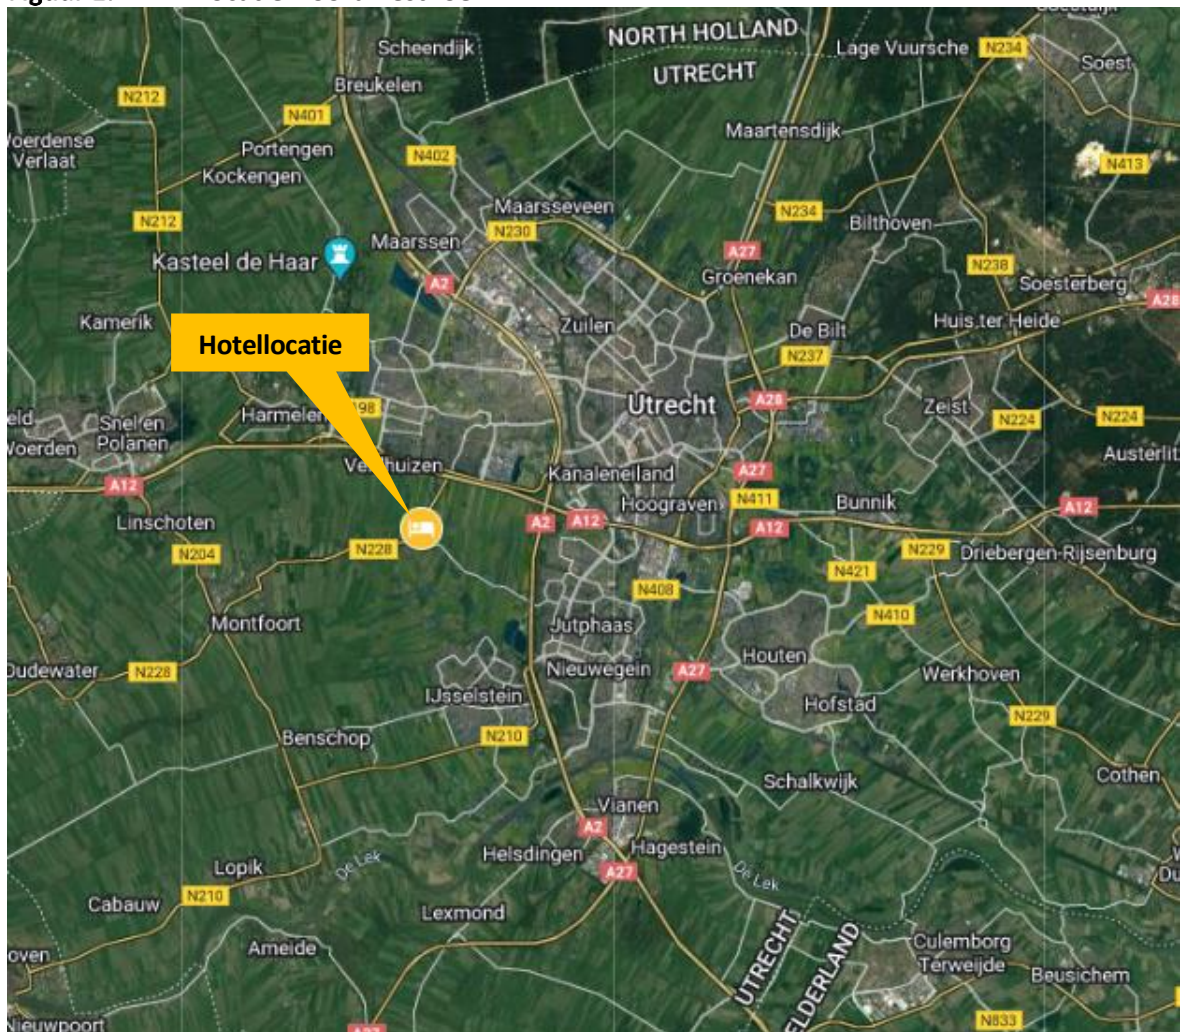 Soestdijk
NORTH HOLLAND
Scheendijk
Lage Vuursche
N234
Soest
UTRECHT
Breukelen
N212
N401
Maartensdijk
Woerdense
Verlaat
Portengen
N402
N413
Kockengen
Maarsseveen
N234
N212
N230
Bilthoven
Maarssen
A27
Kasteel de Haar
N238
Groenekan
A2
Soesterberg
A28
Kamerik
Zuilen
De Bilt
Huis ter Heide
Hotellocatie
N237
A28
Utrecht
Zeist
Harmelen
N198
N224
N224
Snel en
Polanen
Woerden
Austerlitz
Veldhuizen
Kanaleneiland
A27
A12
Hoograven
N411
Bunnik
A12
Linschoten
A2
A12
A12
N204
N228
N229
Driebergen-Rijsenburg
N421
N408
N410
Montfoort
Jutphaas
Houten
Oudewater
N228
Nieuwegein
A27
Werkhoven
IJsselstein
Hofstad
N229
Benschop
N210
Schalkwijk
Cothen
Vianen
A2
Helsdingen
Hagestein
De Lek
Lopik
A27
De Lek
N210
Cabauw
Lexmond
Ameide
UTRECHT
GELDERLAND
Culemborg
Terweijde
Beusichem
N833
Nieuwpoort
A27